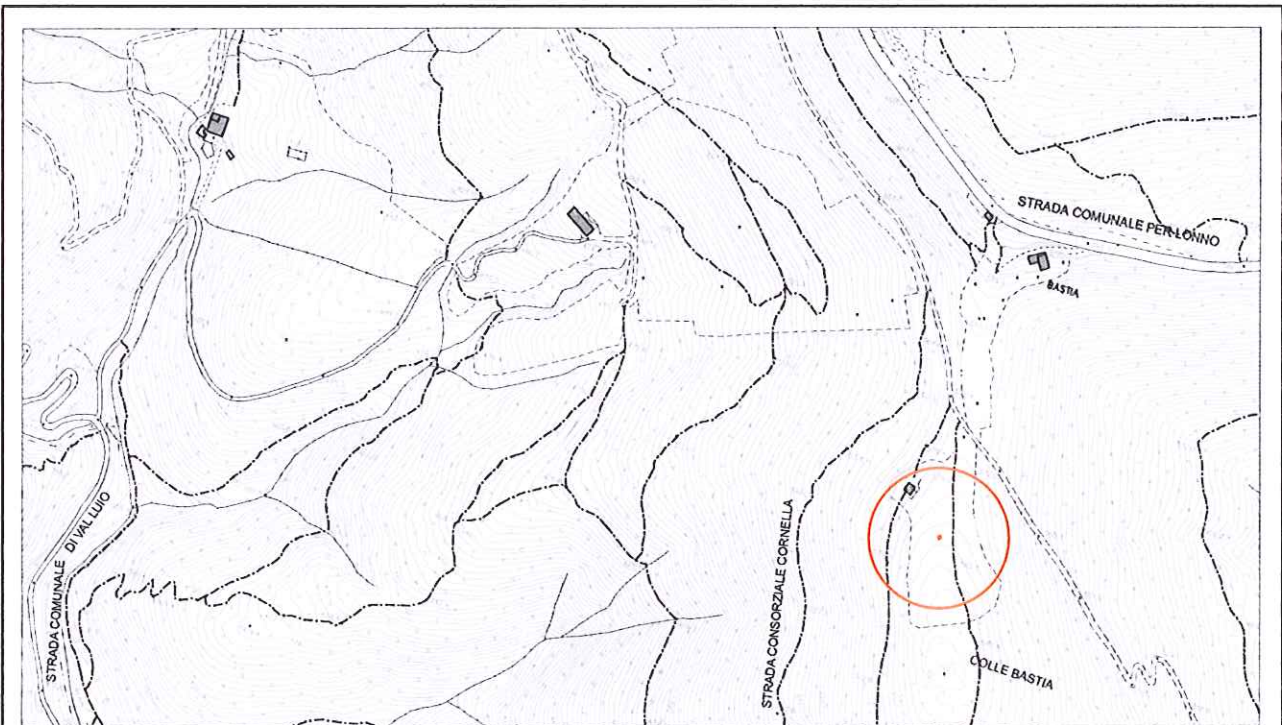 STRADA COMUNALE PER LONNO
BASTIA
STRADA COMUNALE DI VAL LUIO
STRADA CONSORZIALE CORNELLA
COLLE BASTIA